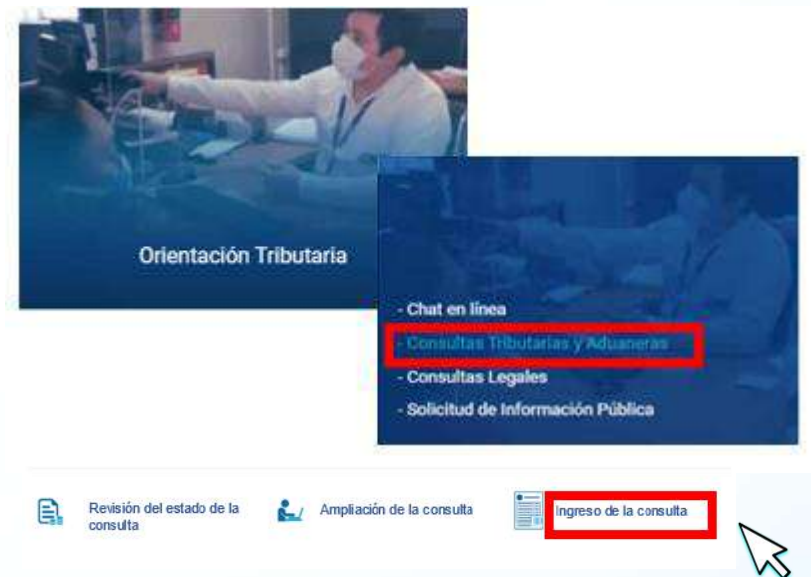 Orientación Tributaria
- Chat en línea
- Consultas Tributarias y Aduaneras
- Consultas Legales
- Solicitud de Información Pública
Revisión del estado de la
consulta
Ampliación de la consulta
Ingreso de la consulta